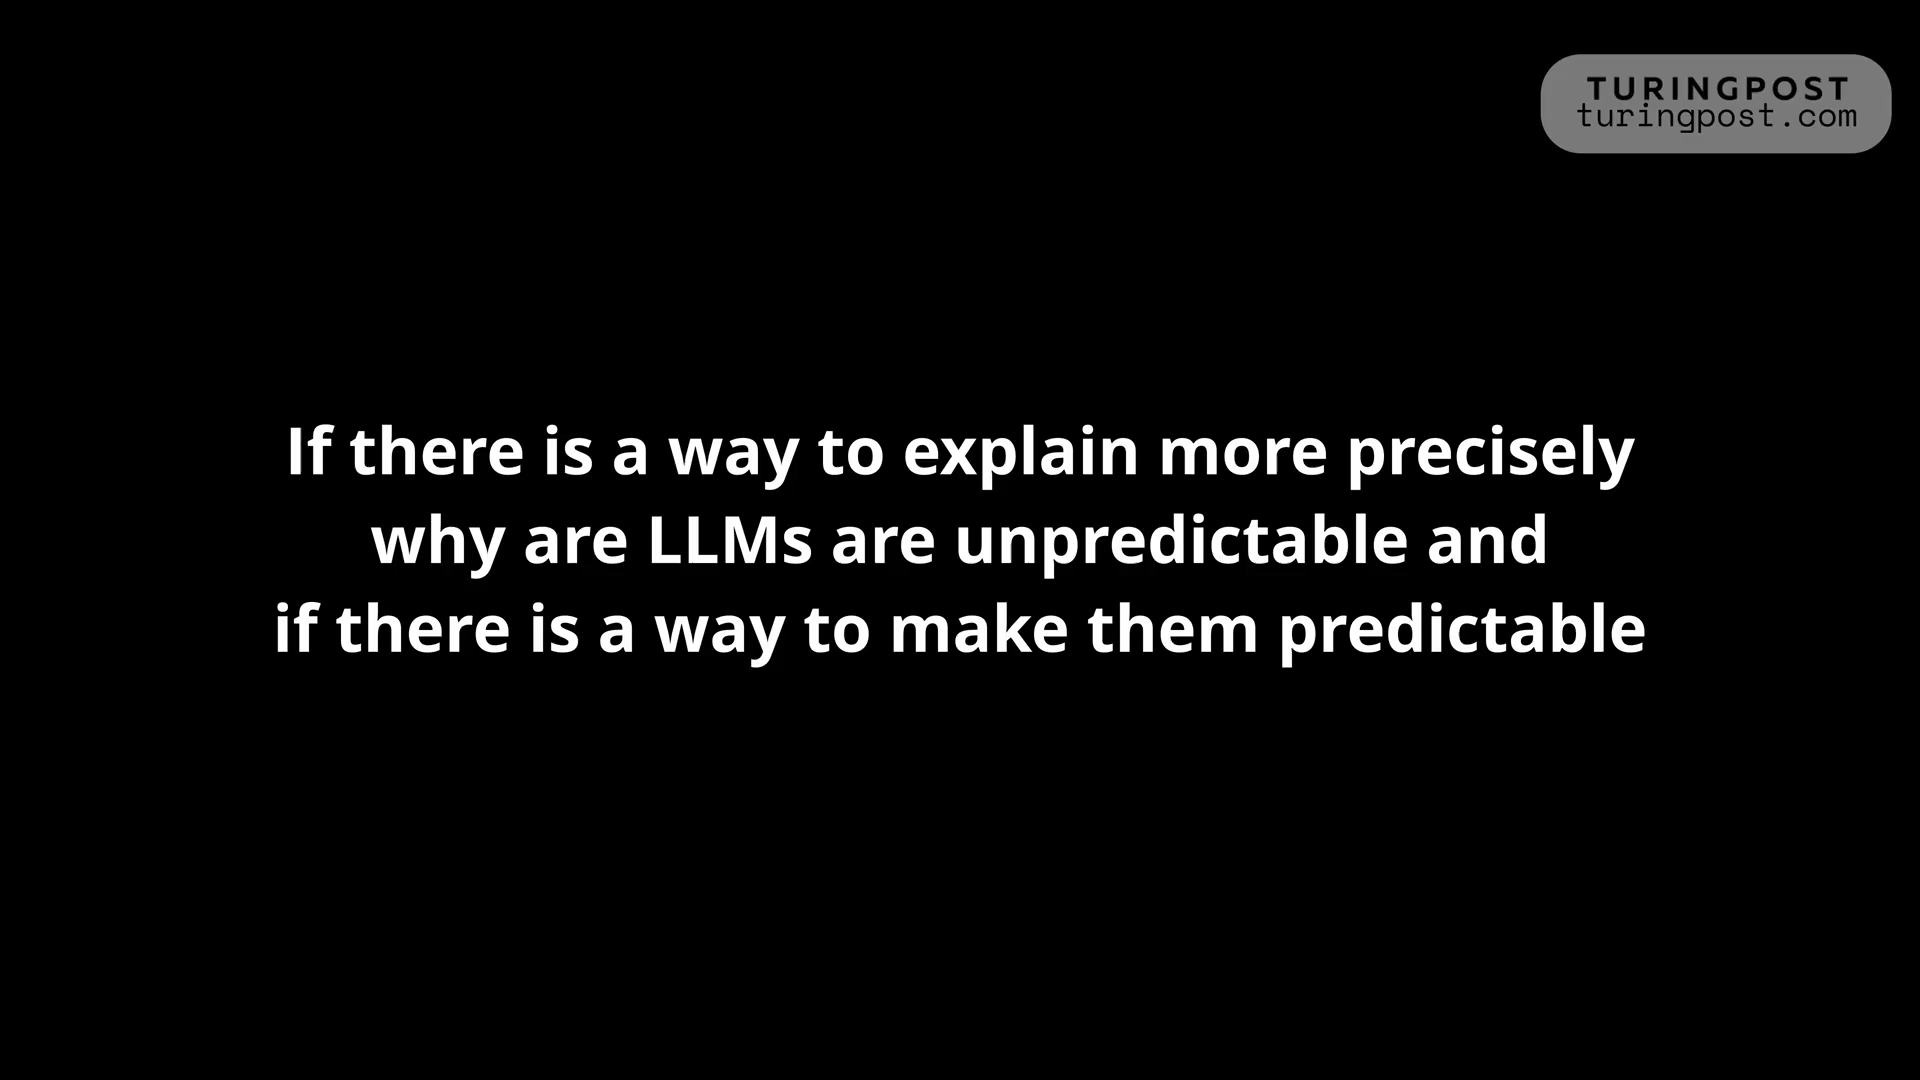 TURINGPOST
turingpost.com
If there is a way to explain more precisely
why are LLMs are unpredictable and
if there is a way to make them predictable